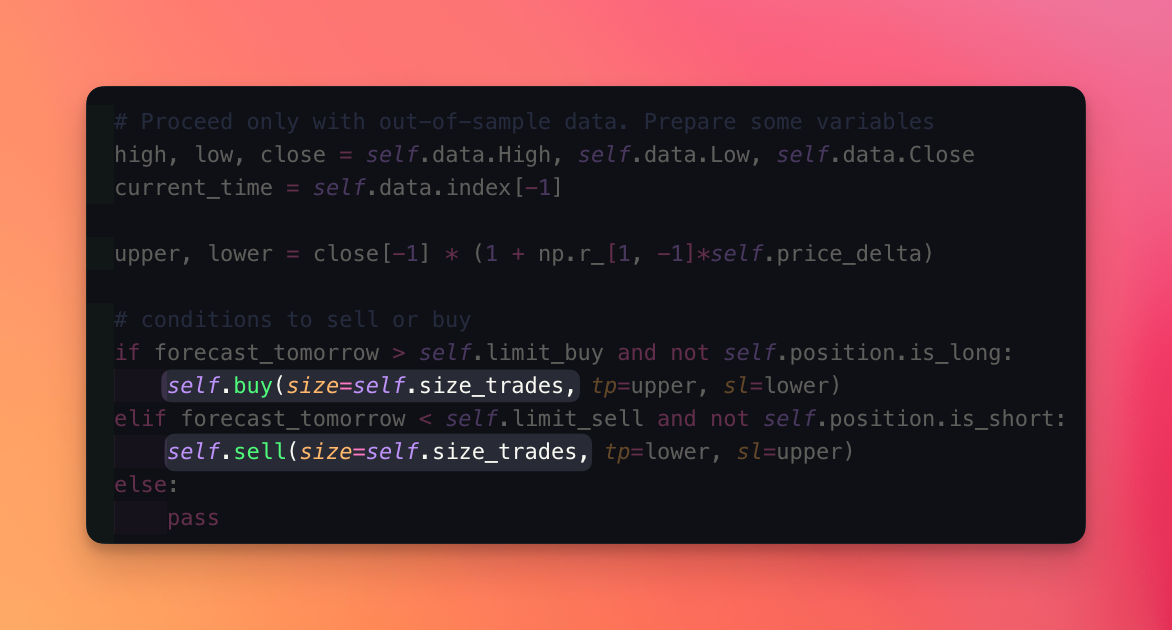 # Proceed only with out-of-sample data. Prepare some variables
high, low, close = self.data.High, self.data.Low, self.data.Close
current_time = self.data.index[-1]
upper, lower = close[-1] * (1 + np.r_[1, -1]*self.price_delta)
# conditions to sell or buy
if forecast_tomorrow > self.limit_buy and not self.position.is_long:
    self.buy(size=self.size_trades, tp=upper, sl=lower)
elif forecast_tomorrow < self.limit_sell and not self.position.is_short:
    self.sell(size=self.size_trades, tp=lower, sl=upper)
else:
    pass